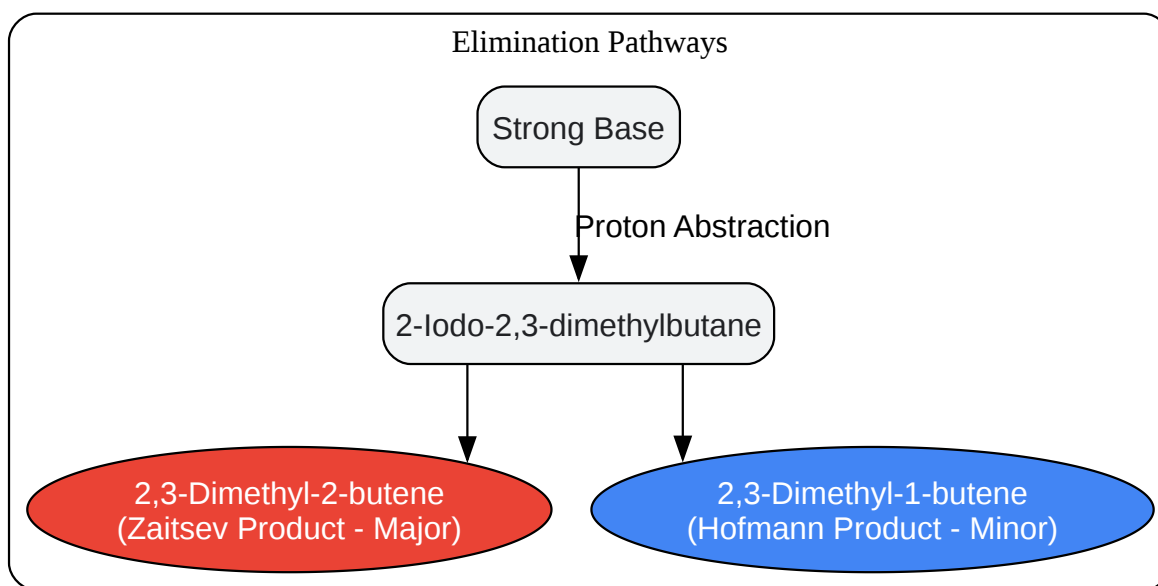 Elimination Pathways
Strong Base
Proton Abstraction
2-Iodo-2,3-dimethylbutane
2,3-Dimethyl-2-butene
(Zaitsev Product - Major)
2,3-Dimethyl-1-butene
(Hofmann Product - Minor)